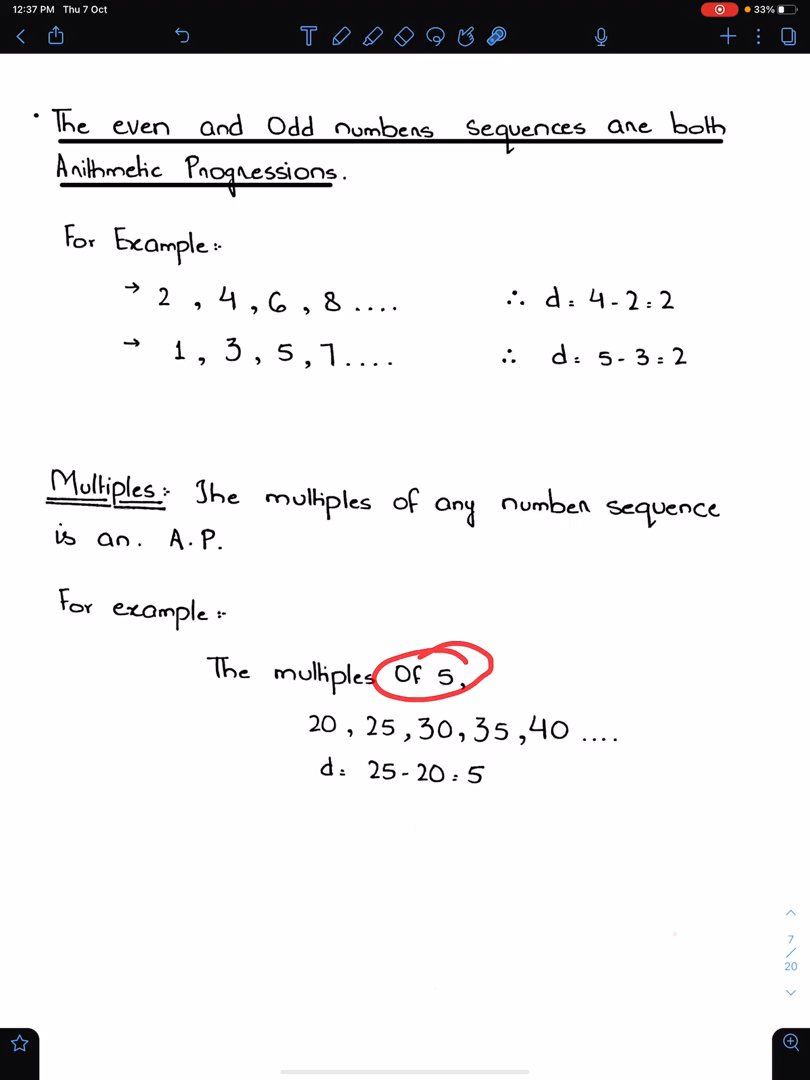 12:37 PM Thu 7 Oct
33%
• The even and Odd numbers sequences are both
Arithmetic Progressions.
For Example:-
→ 2 , 4 , 6 , 8 .... ∴ d = 4 - 2 = 2
→ 1 , 3 , 5 , 7 .... ∴ d = 5 - 3 = 2
Multiples:- The multiples of any number sequence
is an. A.P.
For example:-
The multiples Of 5,
20 , 25 , 30 , 35 , 40 ....
d = 25 - 20 = 5
7
/
20